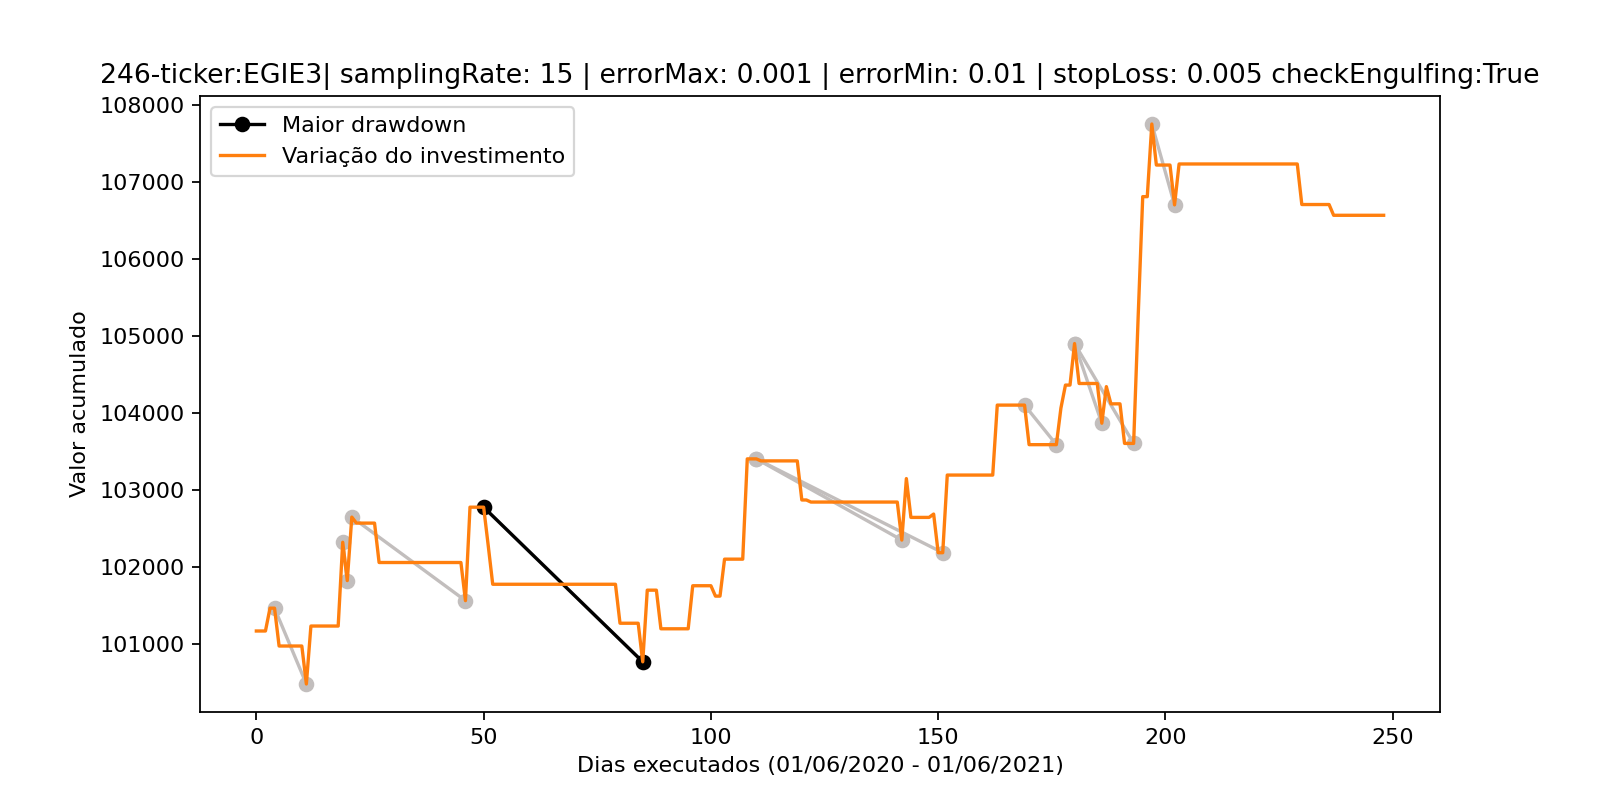 246-ticker:EGIE3| samplingRate: 15 | errorMax: 0.001 | errorMin: 0.01 | stopLoss: 0.005 checkEngulfing:True
Maior drawdown
Variação do investimento
Valor acumulado
108000
107000
106000
105000
104000
103000
102000
101000
0 50 100 150 200 250
Dias executados (01/06/2020 - 01/06/2021)